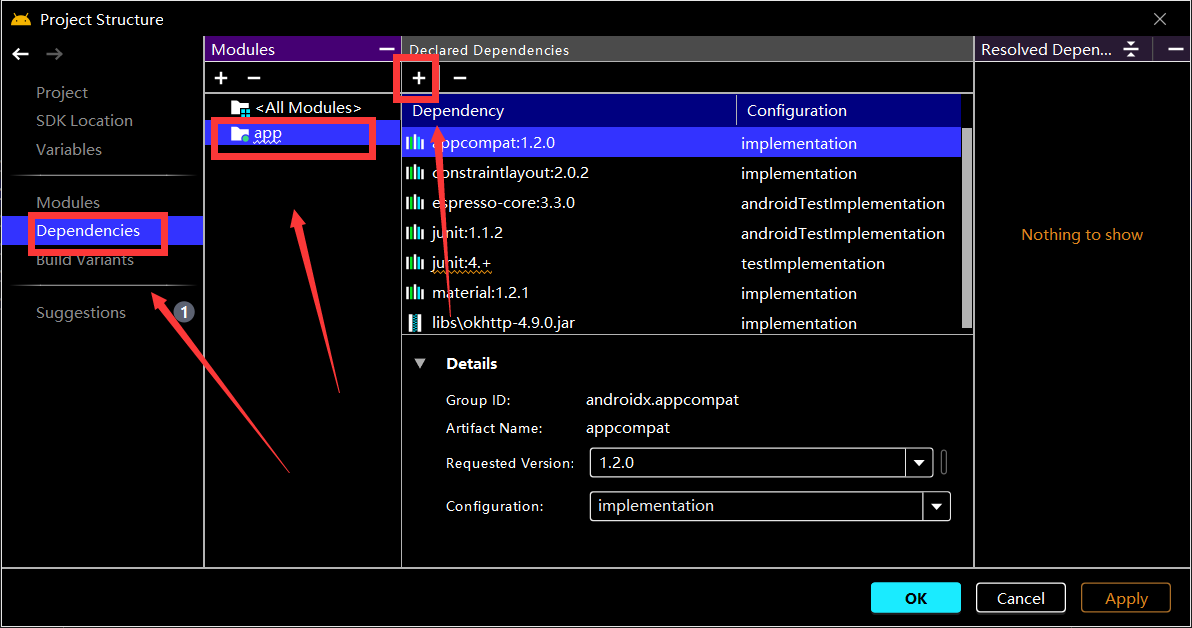 Project Structure
Project
SDK Location
Variables
Modules
Dependencies
Build Variants
Suggestions
1
Modules
<All Modules>
app
Declared Dependencies
Dependency Configuration
appcompat:1.2.0 implementation
constraintlayout:2.0.2 implementation
espresso-core:3.3.0 androidTestImplementation
junit:1.1.2 androidTestImplementation
junit:4.+ testImplementation
material:1.2.1 implementation
libs\okhttp-4.9.0.jar implementation
Details
Group ID: androidx.appcompat
Artifact Name: appcompat
Requested Version: 1.2.0
Configuration: implementation
Resolved Depen...
Nothing to show
OK Cancel Apply